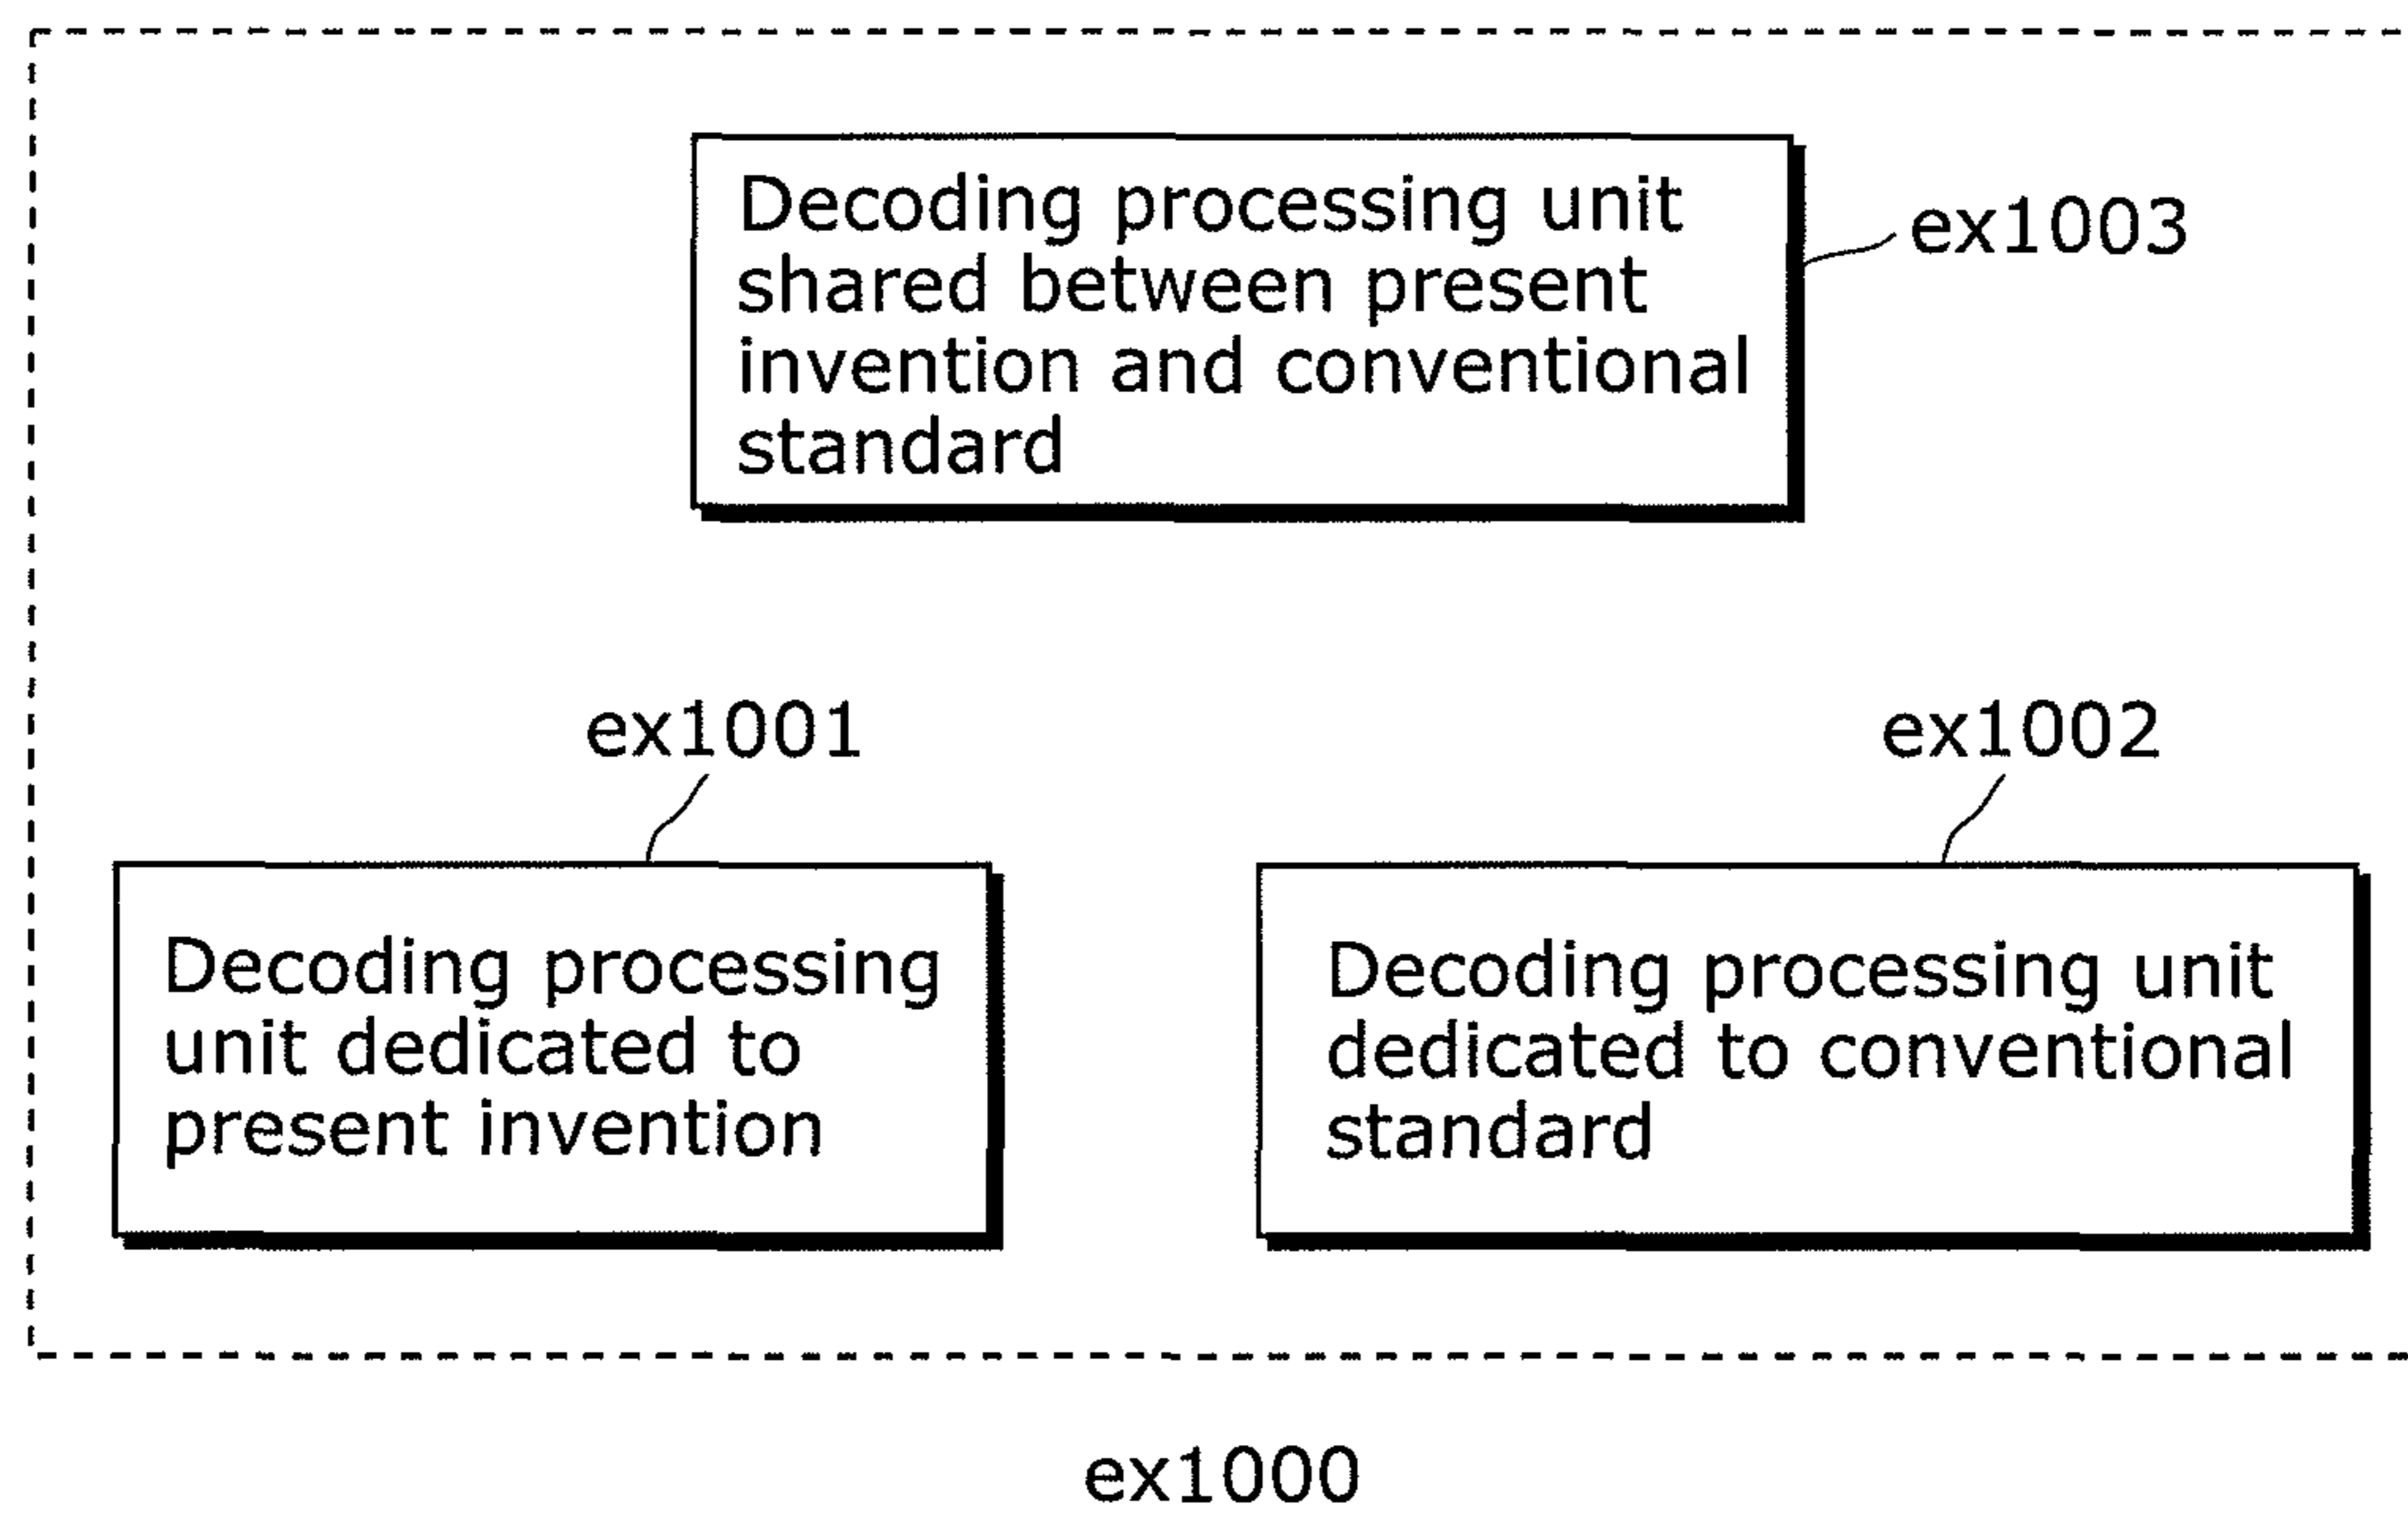 Decoding processing unit
shared between present
invention and conventional
standard
ex1003
ex1001
ex1002
Decoding processing
unit dedicated to
present invention
Decoding processing unit
dedicated to conventional
standard
ex1000